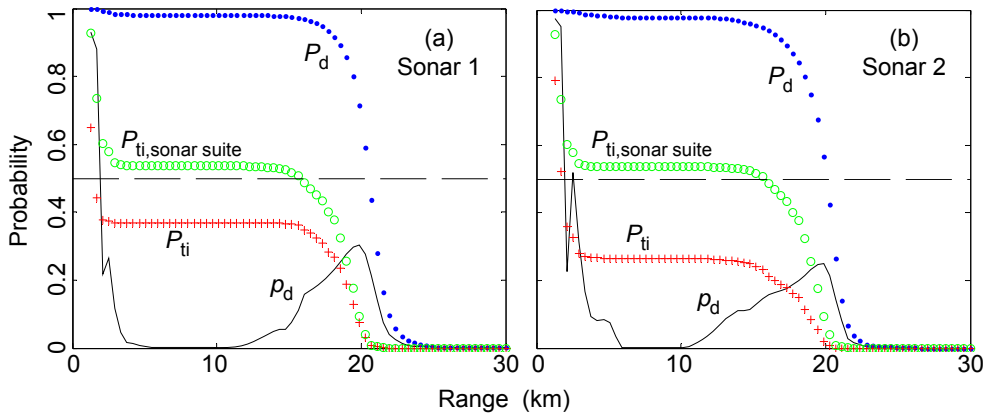 (a)
Sonar 1
P_d
P_ti,sonar suite
P_ti
p_d
Probability
1
0.8
0.6
0.4
0.2
0
0
10
20
30
(b)
Sonar 2
P_d
P_ti,sonar suite
P_ti
p_d
0
10
20
30
Range (km)